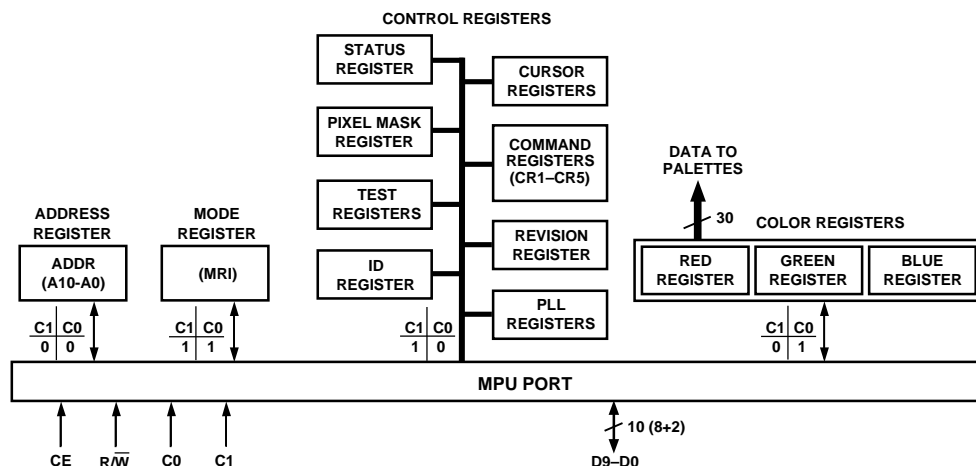 CONTROL REGISTERS
STATUS
REGISTER
CURSOR
REGISTERS
PIXEL MASK
REGISTER
COMMAND
REGISTERS
(CR1–CR5)
TEST
REGISTERS
REVISION
REGISTER
ID
REGISTER
PLL
REGISTERS
ADDRESS
REGISTER
ADDR
(A10-A0)
MODE
REGISTER
(MRI)
DATA TO
PALETTES
30
COLOR REGISTERS
RED
REGISTER
GREEN
REGISTER
BLUE
REGISTER
C1 C0
0 0
C1 C0
1 1
C1 C0
1 0
C1 C0
0 1
MPU PORT
CE
R/W̅
C0
C1
10 (8+2)
D9–D0